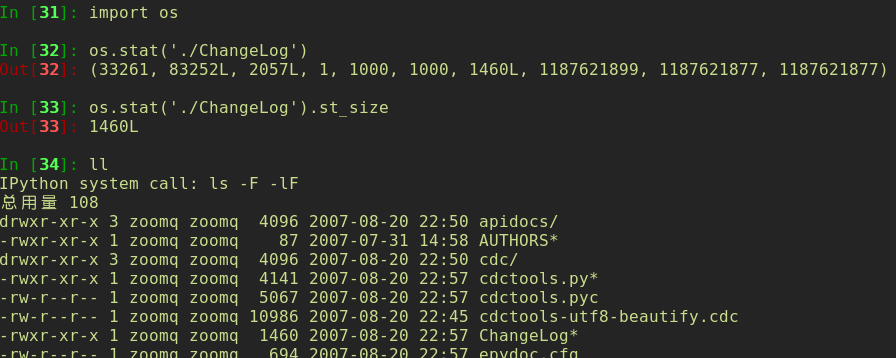 In [31]: import os
In [32]: os.stat('./ChangeLog')
Out[32]: (33261, 83252L, 2057L, 1, 1000, 1000, 1460L, 1187621899, 1187621877, 1187621877)
In [33]: os.stat('./ChangeLog').st_size
Out[33]: 1460L
In [34]: ll
IPython system call: ls -F -lF
总用量 108
drwxr-xr-x 3 zoomq zoomq  4096 2007-08-20 22:50 apidocs/
-rwxr-xr-x 1 zoomq zoomq    87 2007-07-31 14:58 AUTHORS*
drwxr-xr-x 3 zoomq zoomq  4096 2007-08-20 22:50 cdc/
-rwxr-xr-x 1 zoomq zoomq  4141 2007-08-20 22:57 cdctools.py*
-rw-r--r-- 1 zoomq zoomq  5067 2007-08-20 22:57 cdctools.pyc
-rw-r--r-- 1 zoomq zoomq 10986 2007-08-20 22:45 cdctools-utf8-beautify.cdc
-rwxr-xr-x 1 zoomq zoomq  1460 2007-08-20 22:57 ChangeLog*
-rw-r--r-- 1 zoomq zoomq   694 2007-08-20 22:57 epydoc.cfg